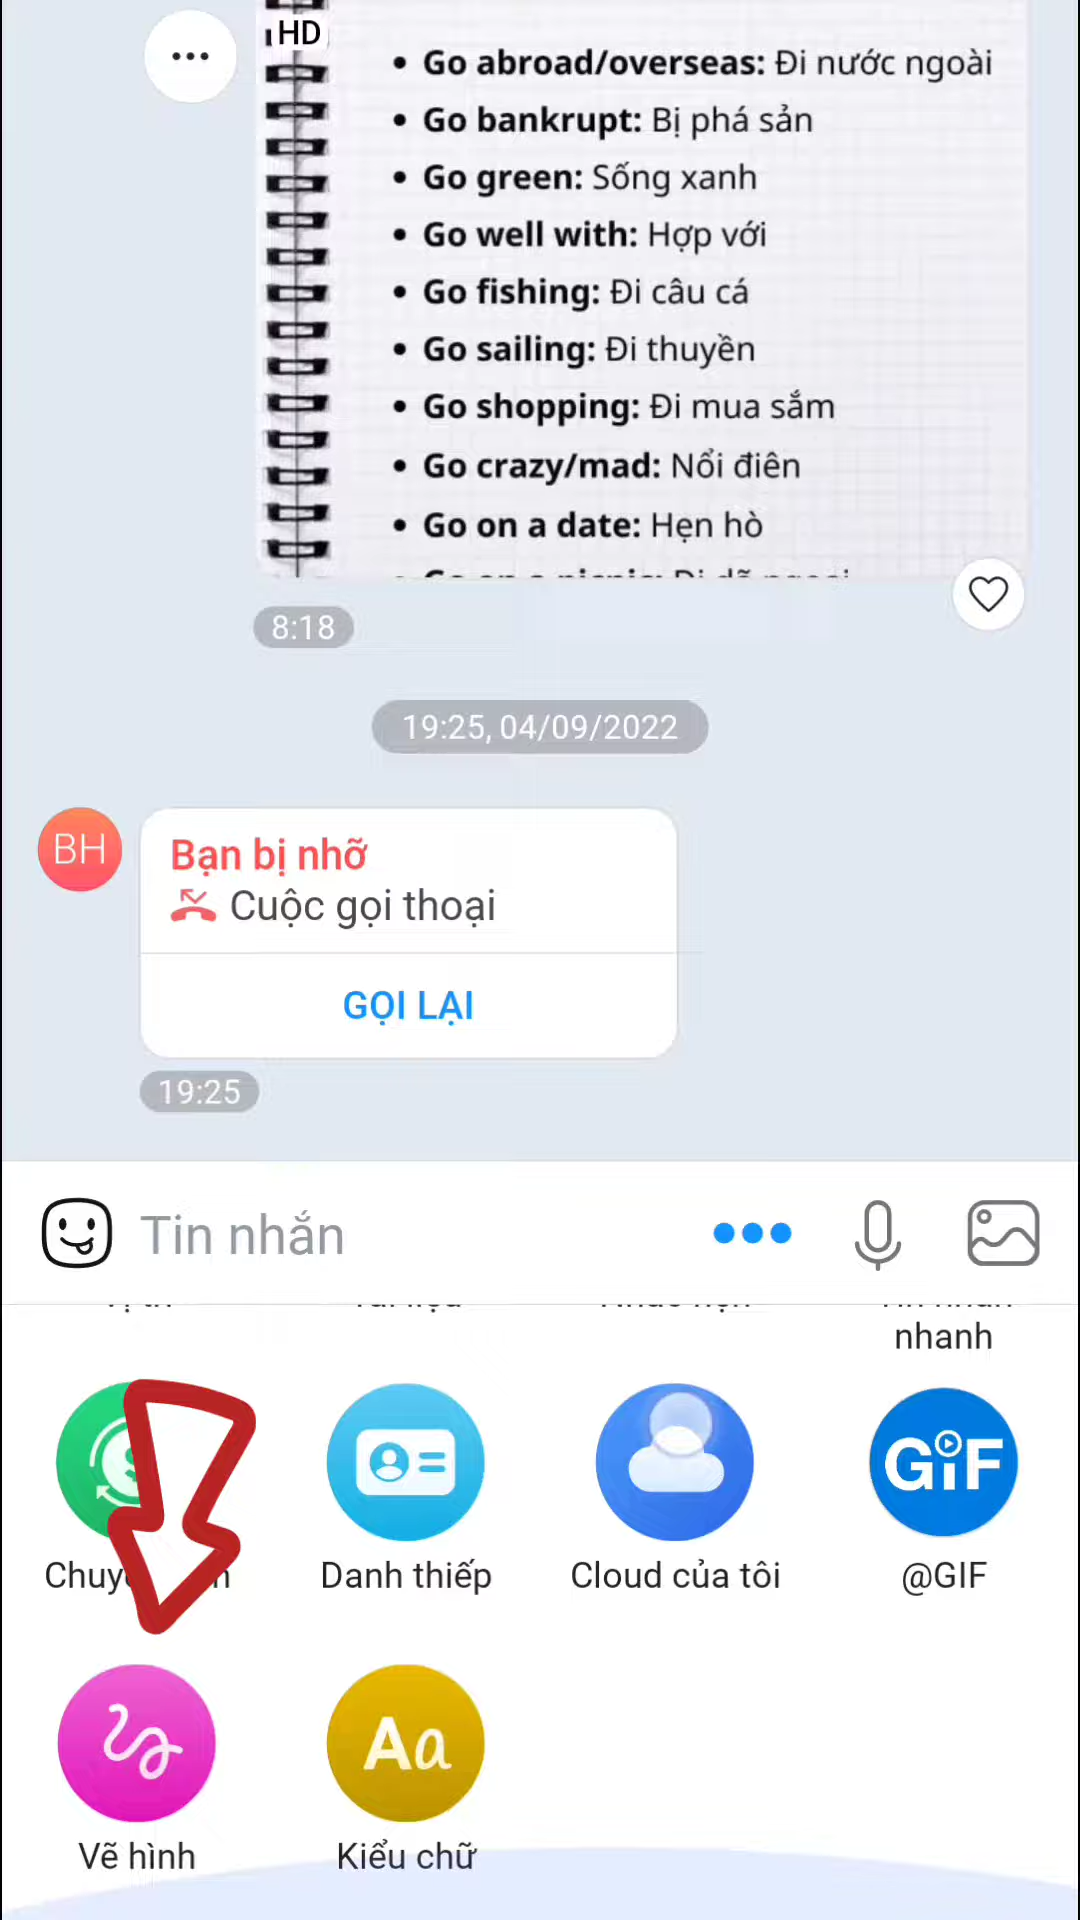 HD
• Go abroad/overseas: Đi nước ngoài
• Go bankrupt: Bị phá sản
• Go green: Sống xanh
• Go well with: Hợp với
• Go fishing: Đi câu cá
• Go sailing: Đi thuyền
• Go shopping: Đi mua sắm
• Go crazy/mad: Nổi điên
• Go on a date: Hẹn hò
8:18
19:25, 04/09/2022
BH
Bạn bị nhỡ
Cuộc gọi thoại
GỌI LẠI
19:25
Tin nhắn
nhanh
GIF
Danh thiếp
Cloud của tôi
@GIF
Aa
Vẽ hình
Kiểu chữ